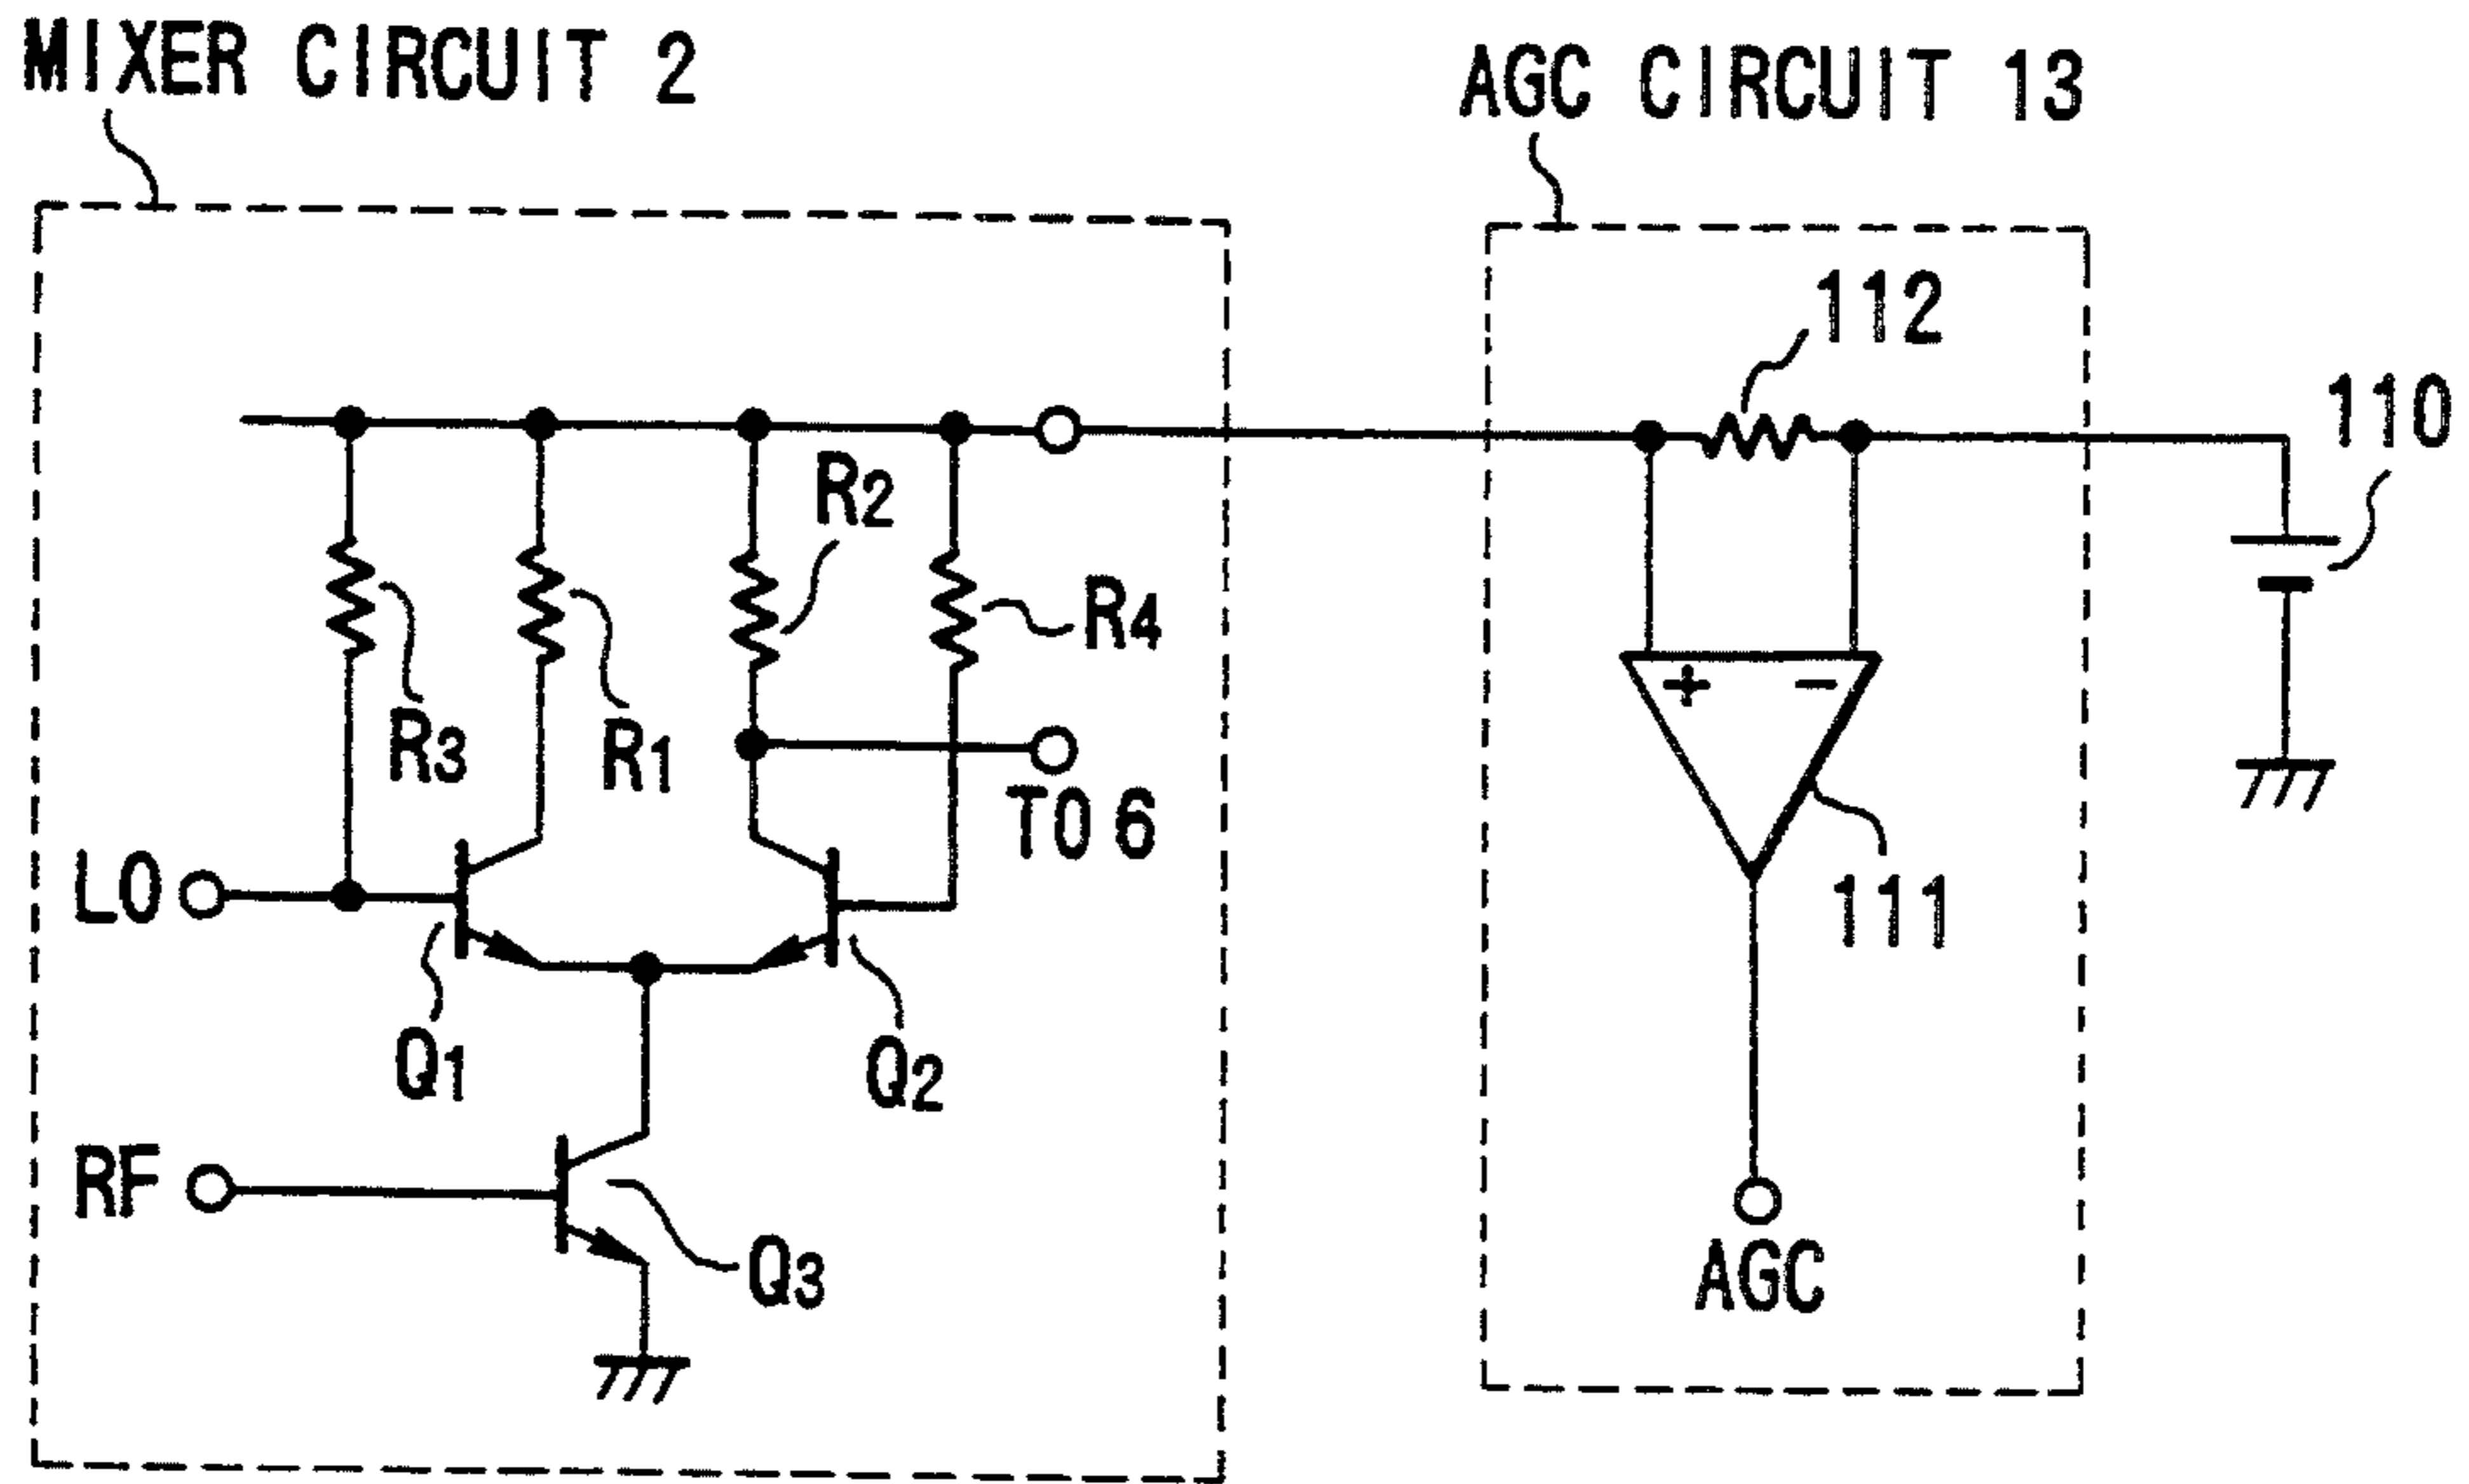 MIXER CIRCUIT 2
AGC CIRCUIT 13
112
110
R2
R4
R3
R1
TO 6
LO
+ −
111
Q1
Q2
RF
Q3
AGC